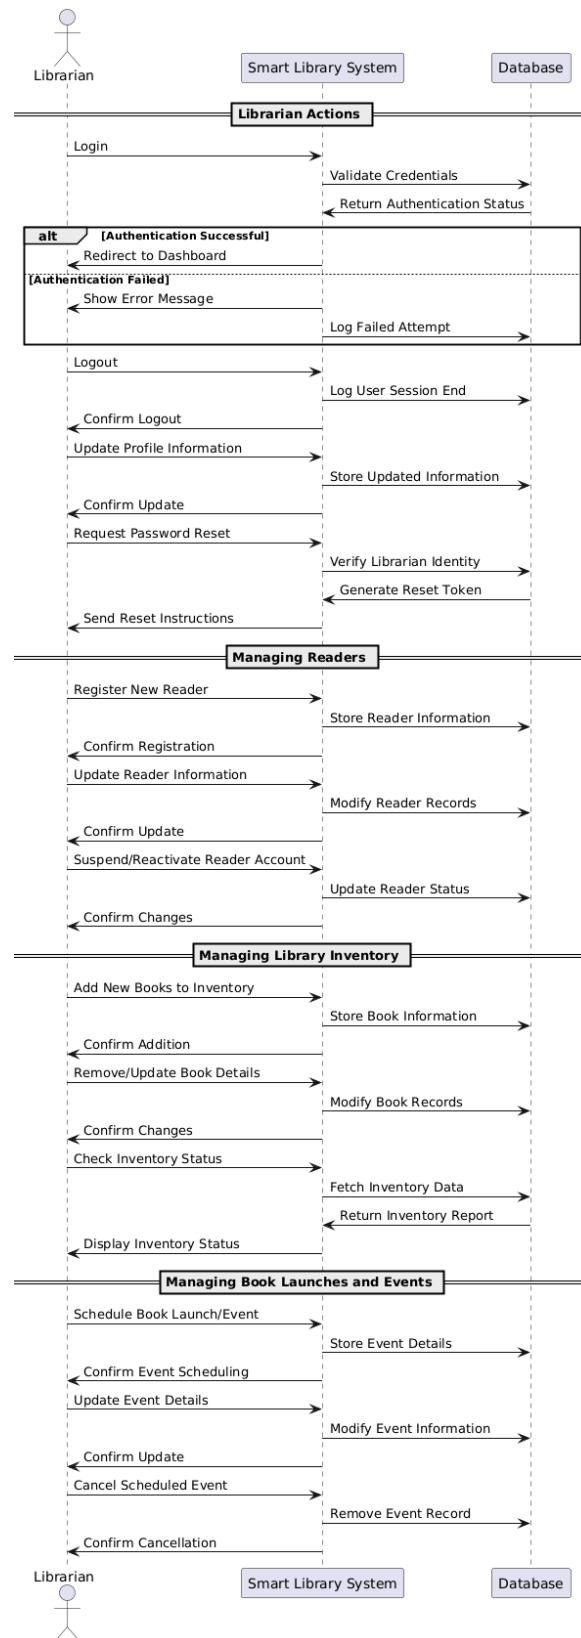 Librarian
Smart Library System
Database
Librarian Actions
Login
Validate Credentials
Return Authentication Status
alt
[Authentication Successful]
Redirect to Dashboard
[Authentication Failed]
Show Error Message
Log Failed Attempt
Logout
Log User Session End
Confirm Logout
Update Profile Information
Store Updated Information
Confirm Update
Request Password Reset
Verify Librarian Identity
Generate Reset Token
Send Reset Instructions
Managing Readers
Register New Reader
Store Reader Information
Confirm Registration
Update Reader Information
Modify Reader Records
Confirm Update
Suspend/Reactivate Reader Account
Update Reader Status
Confirm Changes
Managing Library Inventory
Add New Books to Inventory
Store Book Information
Confirm Addition
Remove/Update Book Details
Modify Book Records
Confirm Changes
Check Inventory Status
Fetch Inventory Data
Return Inventory Report
Display Inventory Status
Managing Book Launches and Events
Schedule Book Launch/Event
Store Event Details
Confirm Event Scheduling
Update Event Details
Modify Event Information
Confirm Update
Cancel Scheduled Event
Remove Event Record
Confirm Cancellation
Librarian
Smart Library System
Database